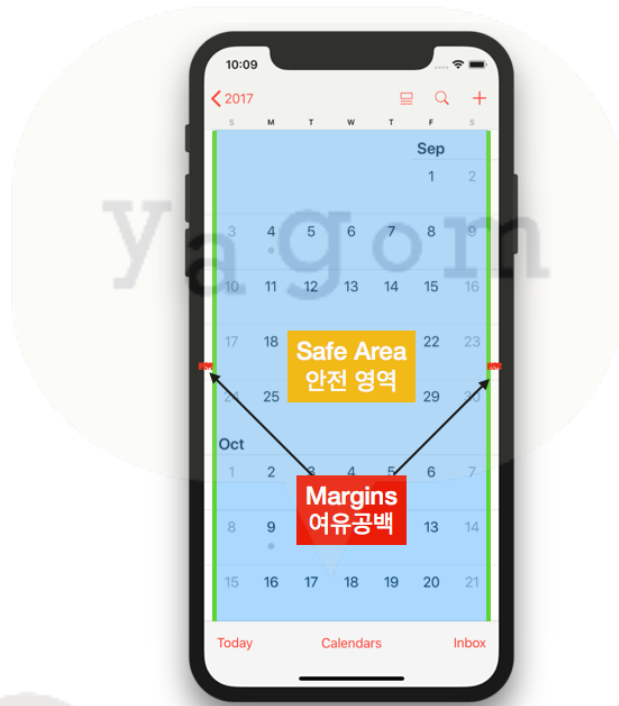 10:09
2017
S M T W T F S
Sep
1 2
3 4 5 6 7 8 9
10 11 12 13 14 15 16
17 18 22 23
Safe Area
안전 영역
24 25 29 30
Oct
1 2 3 4 5 6 7
Margins
여유공백
8 9 13 14
15 16 17 18 19 20 21
Today Calendars Inbox
yagom